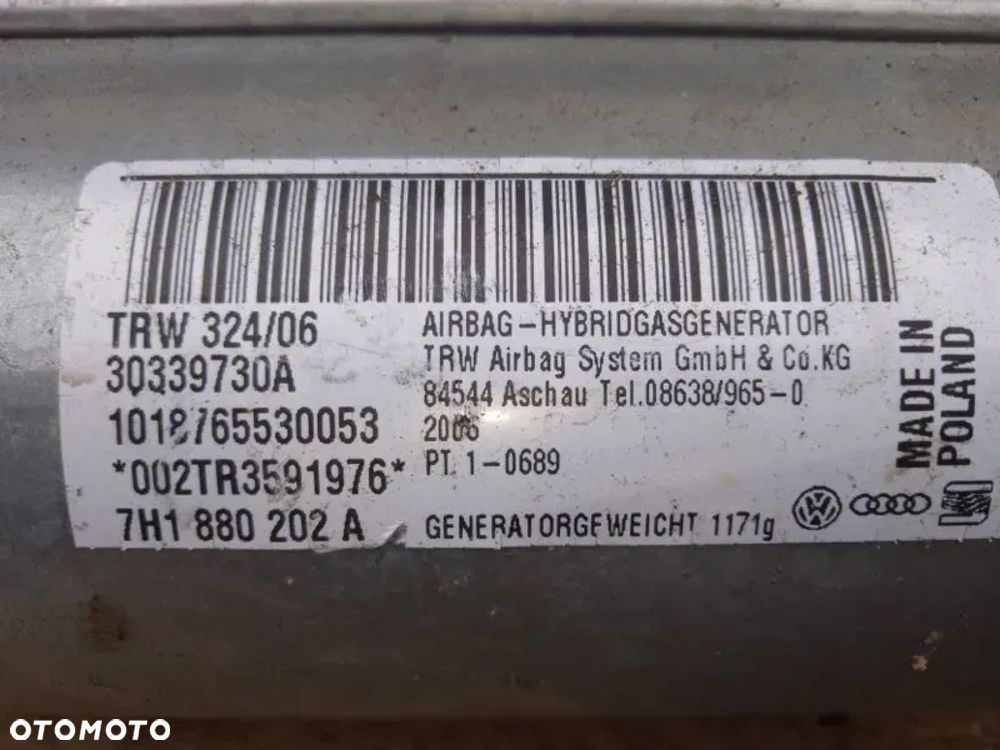 TRW 324/06
30339730A
1018765530053
*002TR3591976*
7H1 880 202 A
AIRBAG-HYBRIDGASGENERATOR
TRW Airbag System GmbH & Co.KG
84544 Aschau Tel.08638/965-0
2006
PT. 1-0689
GENERATORGEWEICHT 1171g
MADE IN
POLAND
OTOMOTO